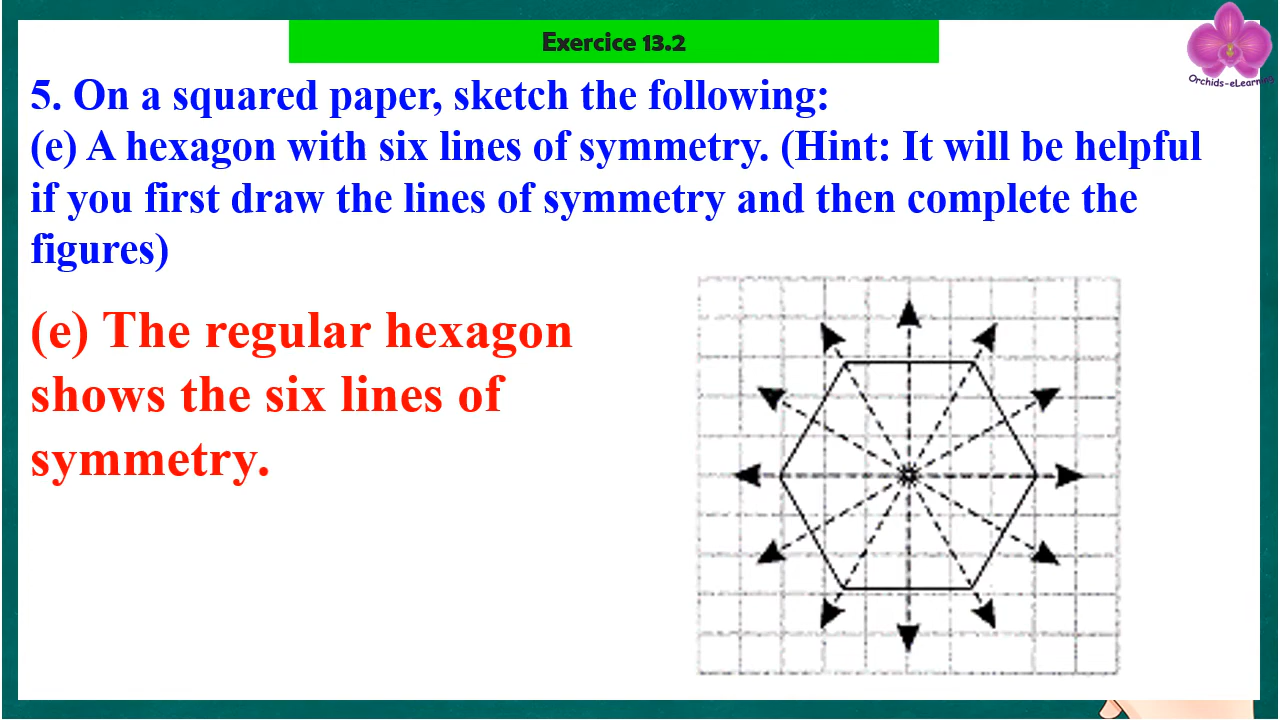 Exercice 13.2
Orchids-eLearning
5. On a squared paper, sketch the following:
(e) A hexagon with six lines of symmetry. (Hint: It will be helpful
if you first draw the lines of symmetry and then complete the
figures)
(e) The regular hexagon
shows the six lines of
symmetry.